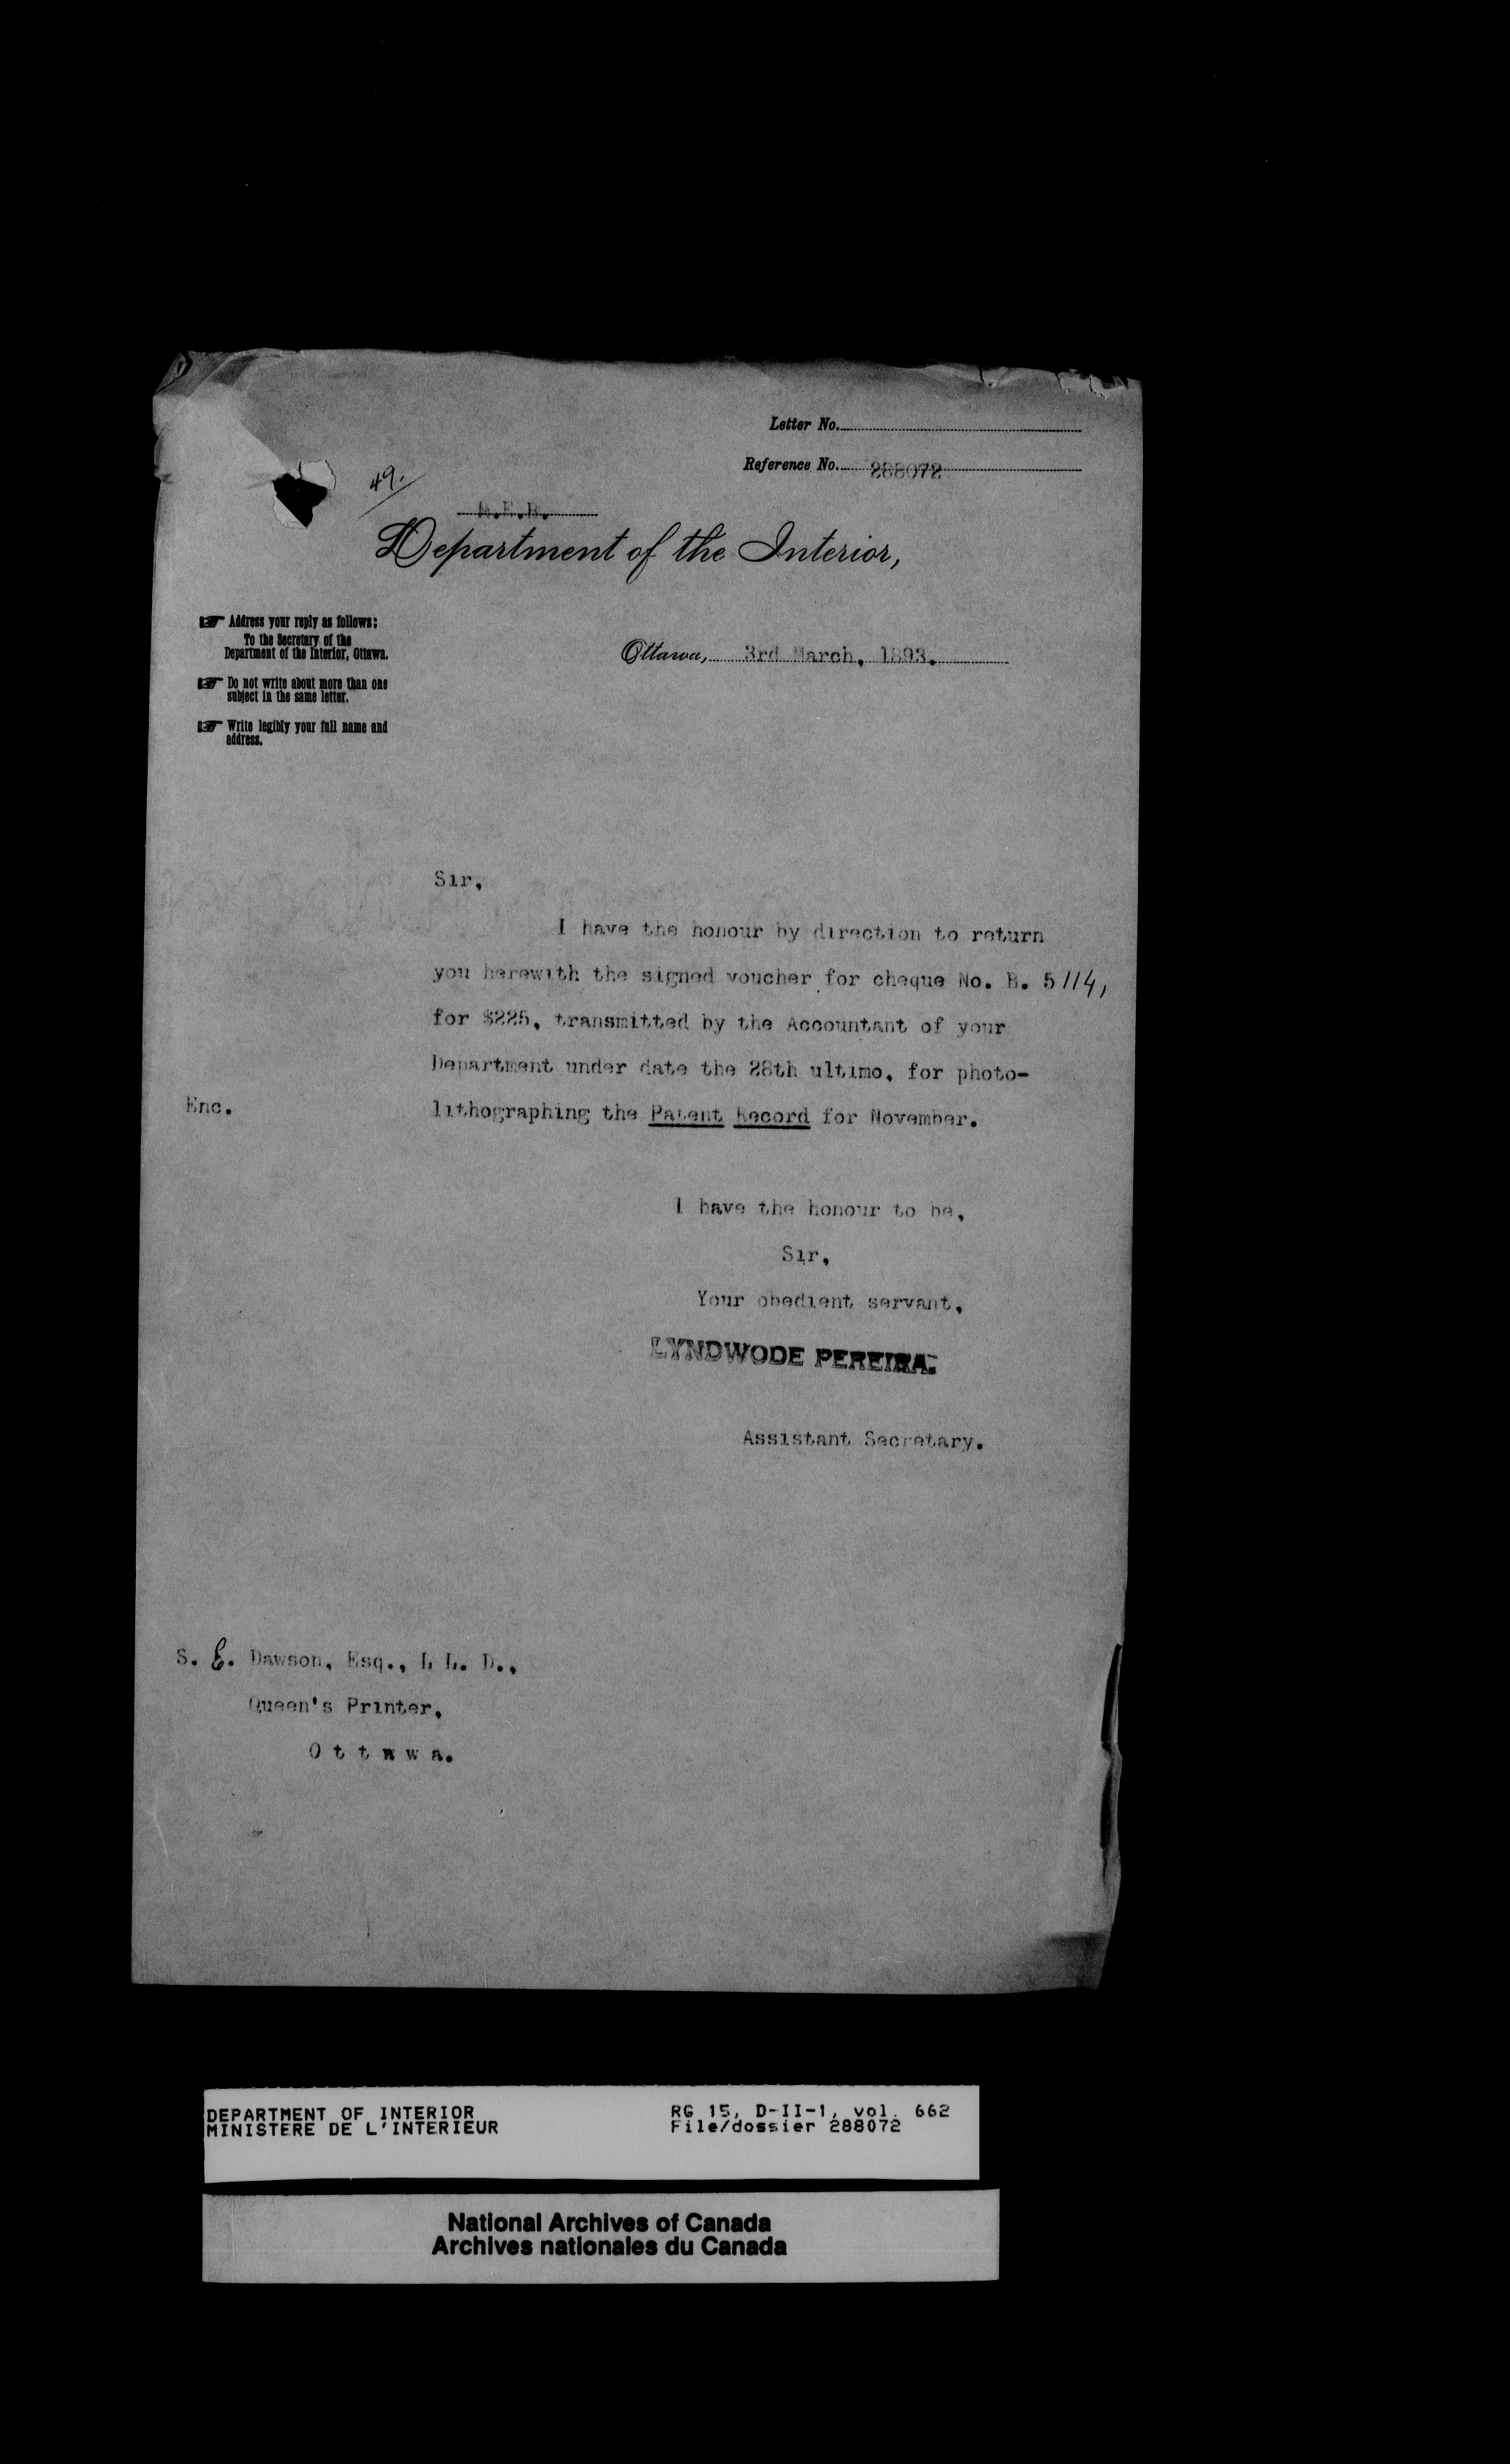 Letter No.
Reference No. 288072
49.
Department of the Interior,
Address your reply as follows:
To the Secretary of the
Department of the Interior, Ottawa.
Do not write about more than one
subject in the same letter.
Write legibly your full name and
address.
Ottawa, 3rd March, 1893.
Sir,
I have the honour by direction to return
you herewith the signed voucher for cheque No. B. 5114,
for $225, transmitted by the Accountant of your
Department under date the 28th ultimo, for photo-
Enc.
lithographing the Patent Record for November.
I have the honour to be,
Sir,
Your obedient servant,
LYNDWODE PEREIRA.
Assistant Secretary.
S. E. Dawson, Esq., L L. D.,
Queen's Printer,
O t t a w a.
DEPARTMENT OF INTERIOR
MINISTERE DE L'INTERIEUR
RG 15, D-II-1, vol. 662
File/dossier 288072
National Archives of Canada
Archives nationales du Canada